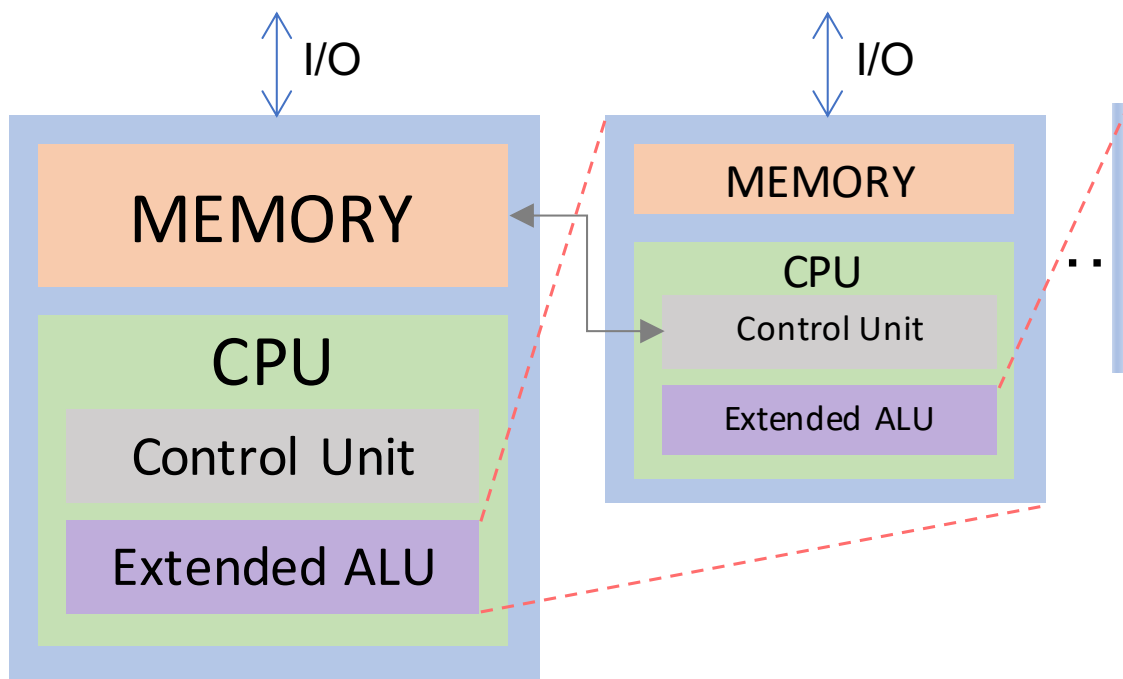 I/O
MEMORY
CPU
Control Unit
Extended ALU
I/O
MEMORY
CPU
Control Unit
Extended ALU
..